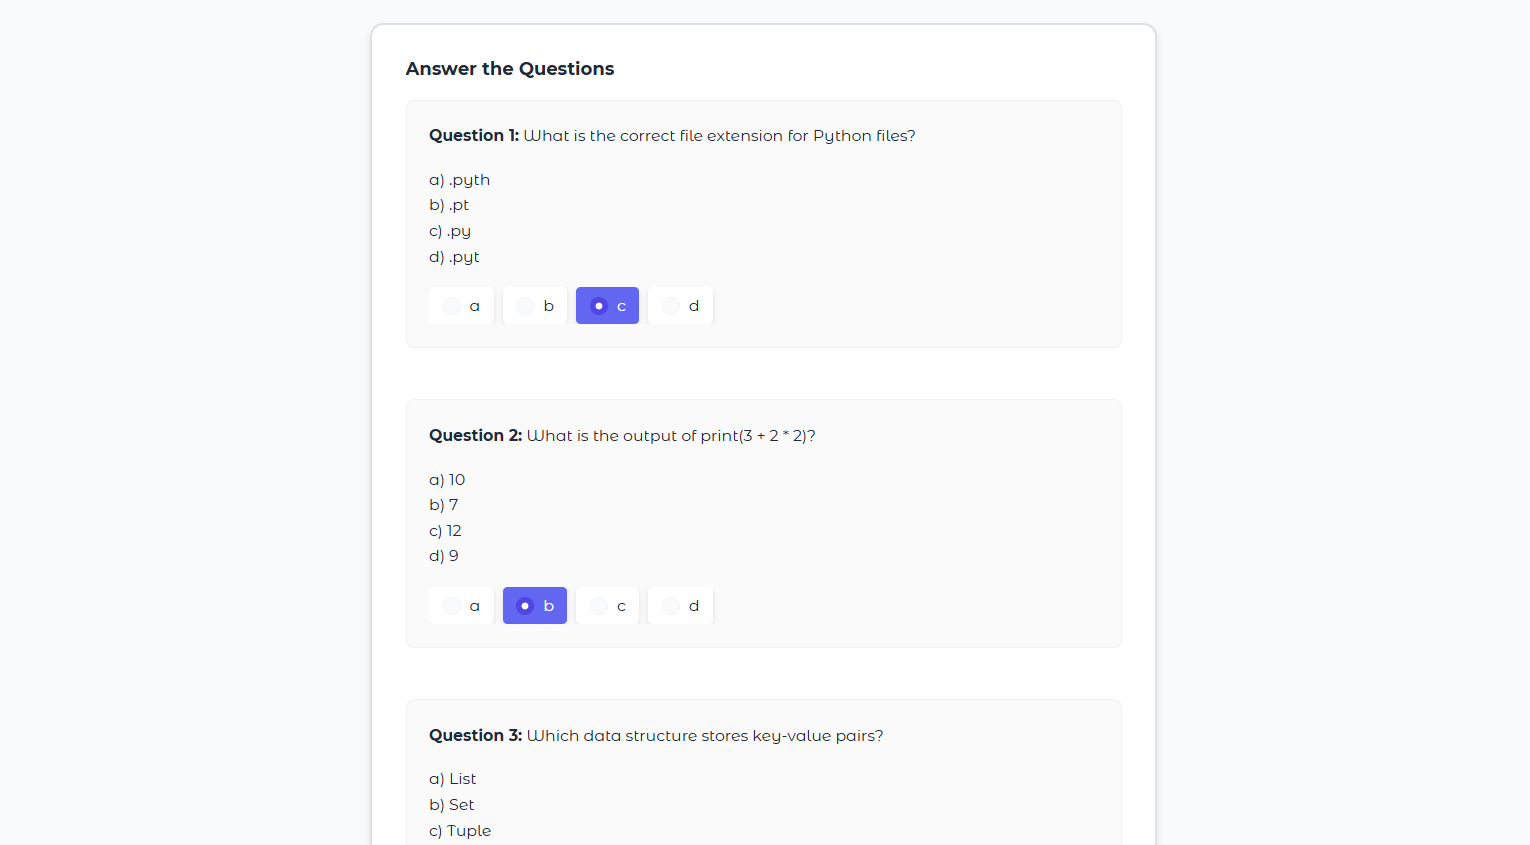 Answer the Questions
Question 1: What is the correct file extension for Python files?
a) .pyth
b) .pt
c) .py
d) .pyt
a b c d
Question 2: What is the output of print(3 + 2 * 2)?
a) 10
b) 7
c) 12
d) 9
a b c d
Question 3: Which data structure stores key-value pairs?
a) List
b) Set
c) Tuple